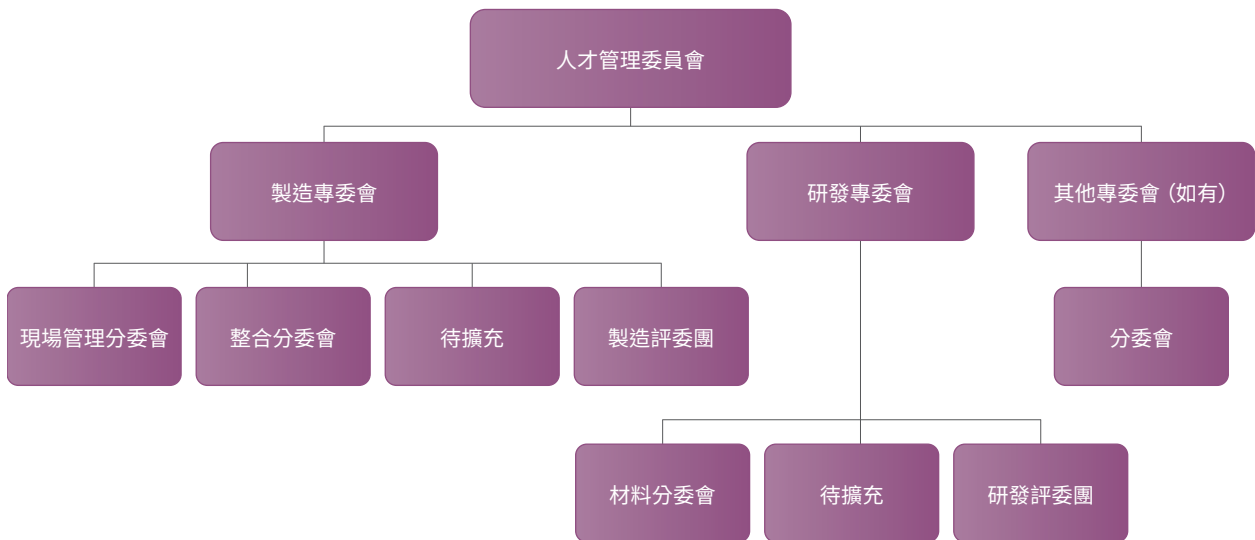 人才管理委員會
製造專委會
研發專委會
其他專委會（如有）
現場管理分委會
整合分委會
待擴充
製造評委團
分委會
材料分委會
待擴充
研發評委團